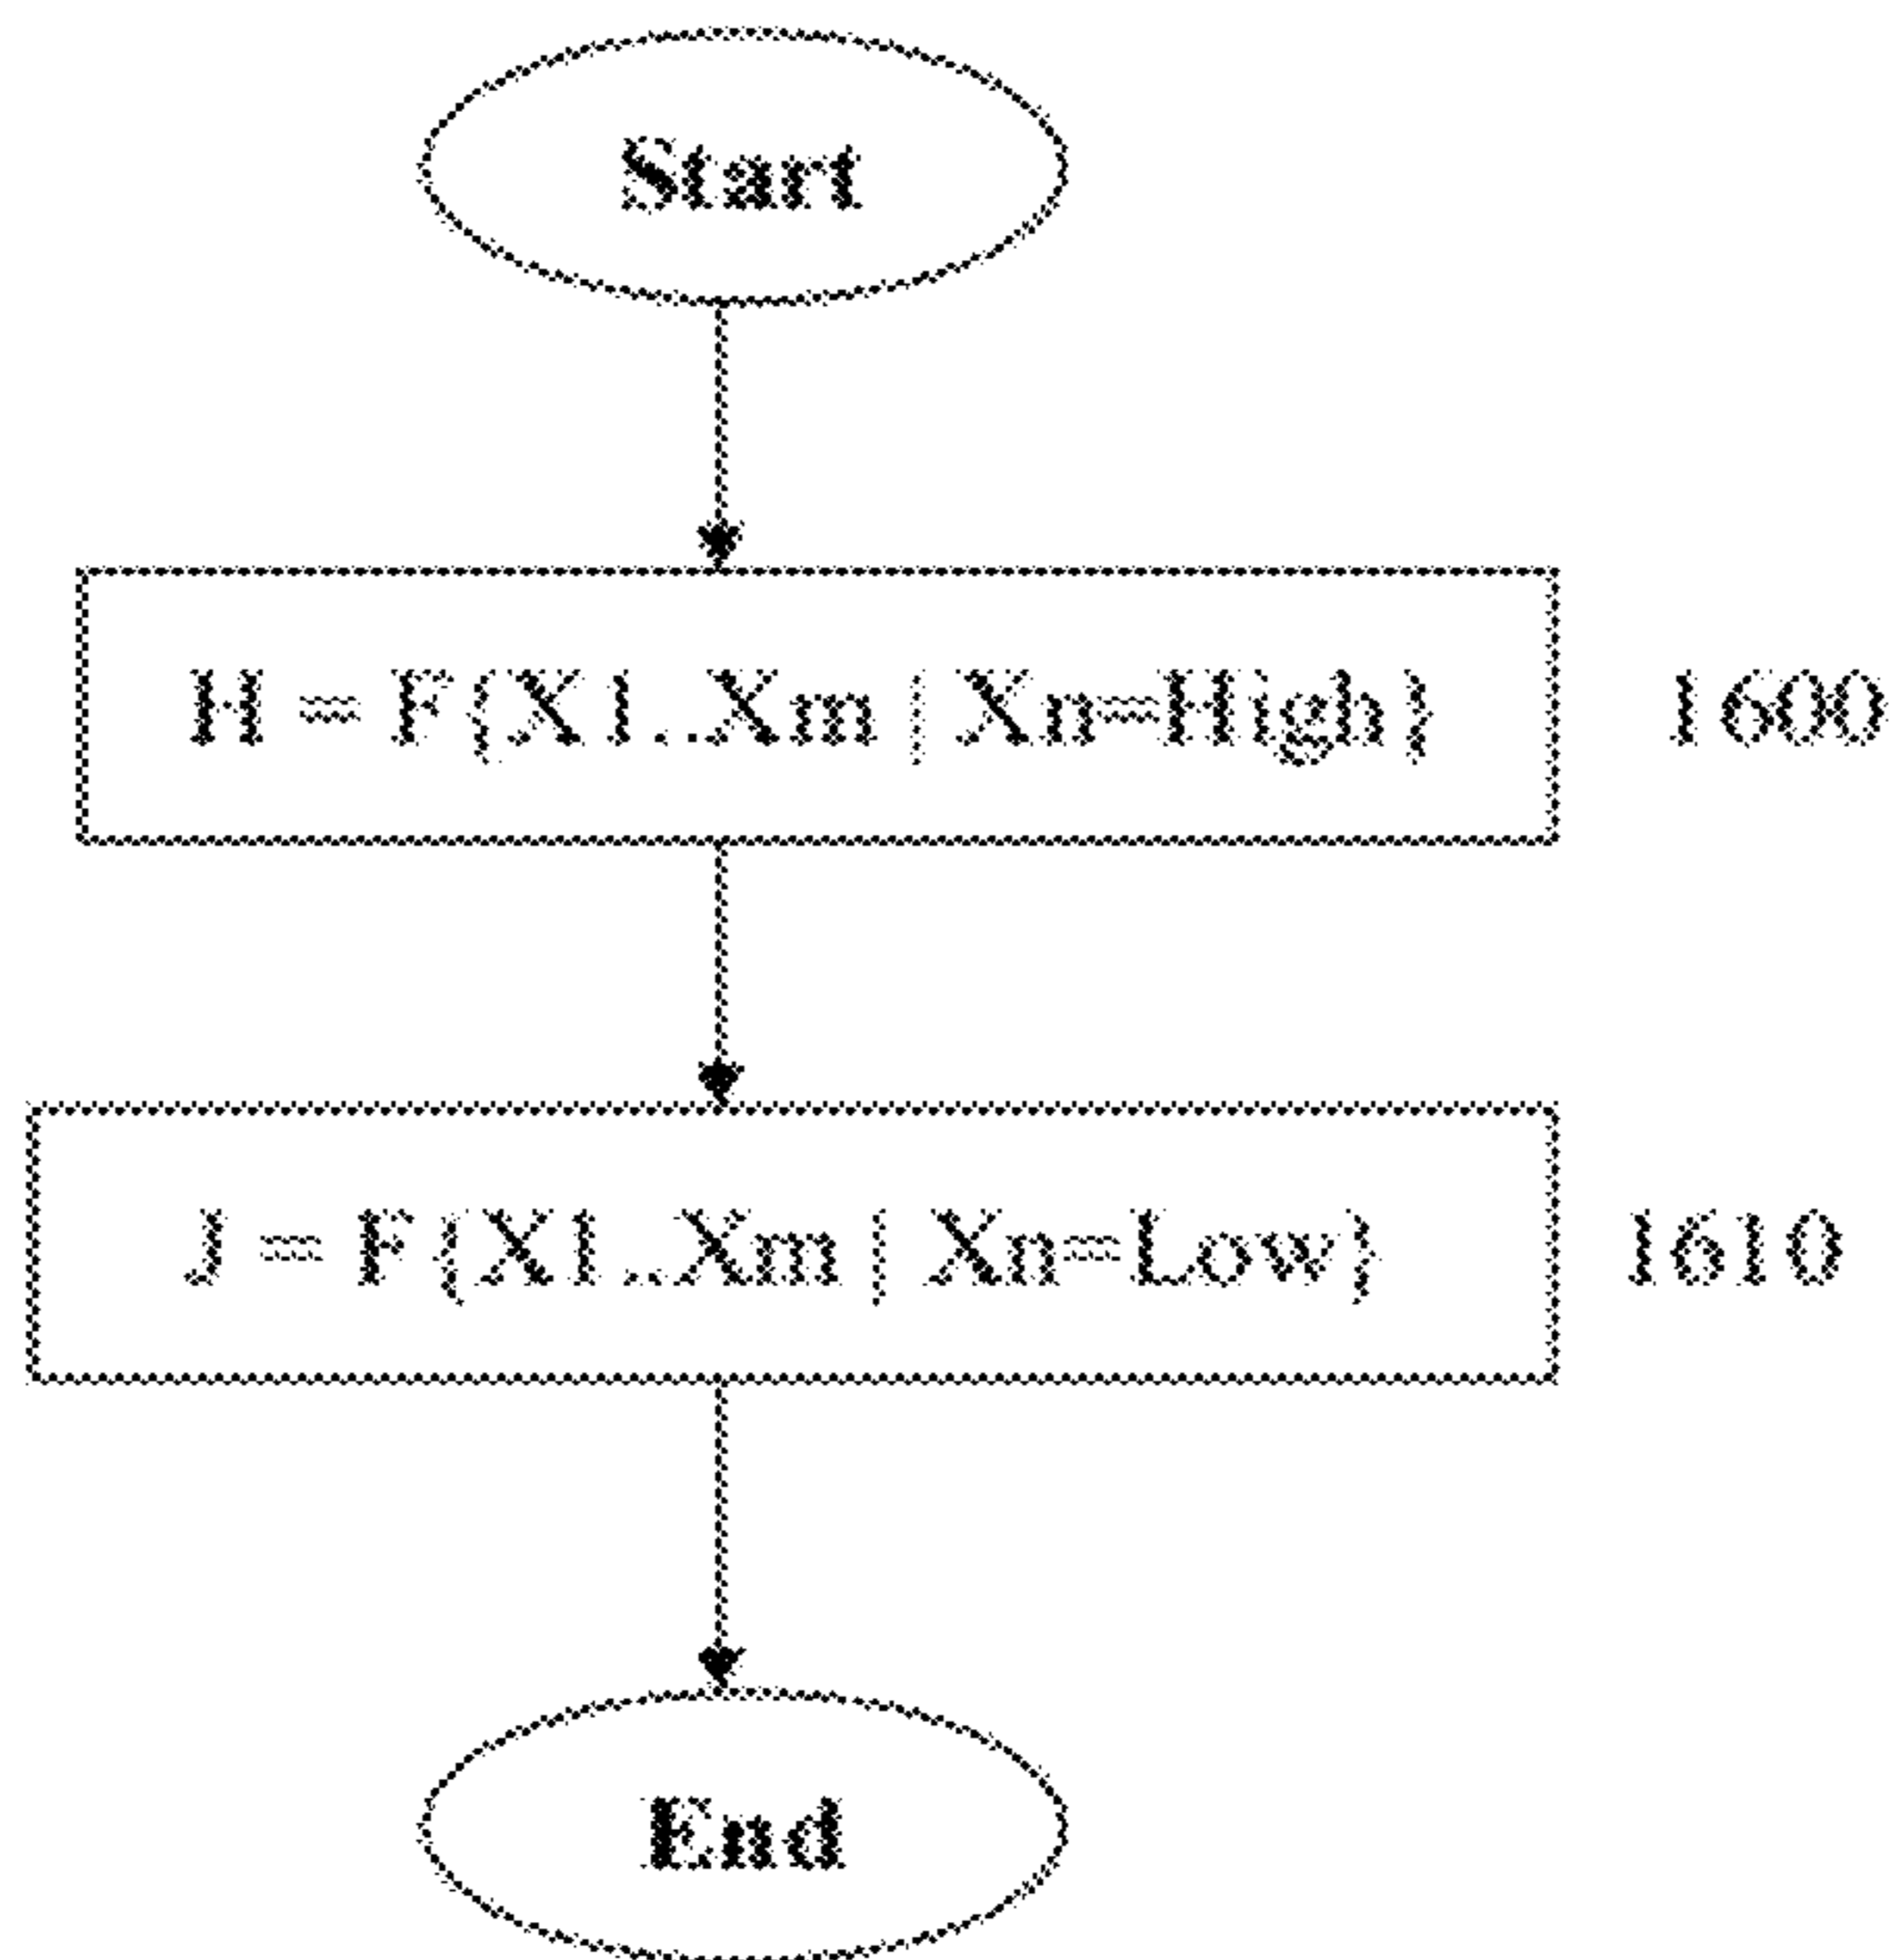 Start
H = F(X1..Xm | Xn=High) 1600
J = F(X1..Xm | Xn=Low) 1610
End